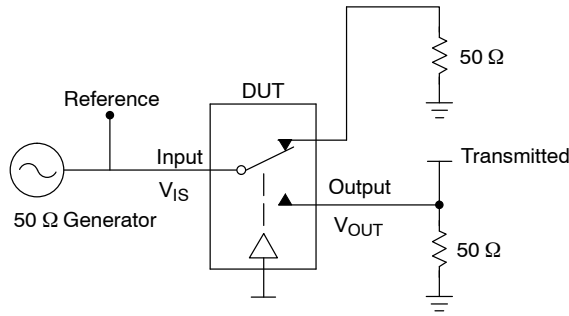 50 Ω
DUT
Reference
Input
Transmitted
V_IS
Output
50 Ω Generator
V_OUT
50 Ω